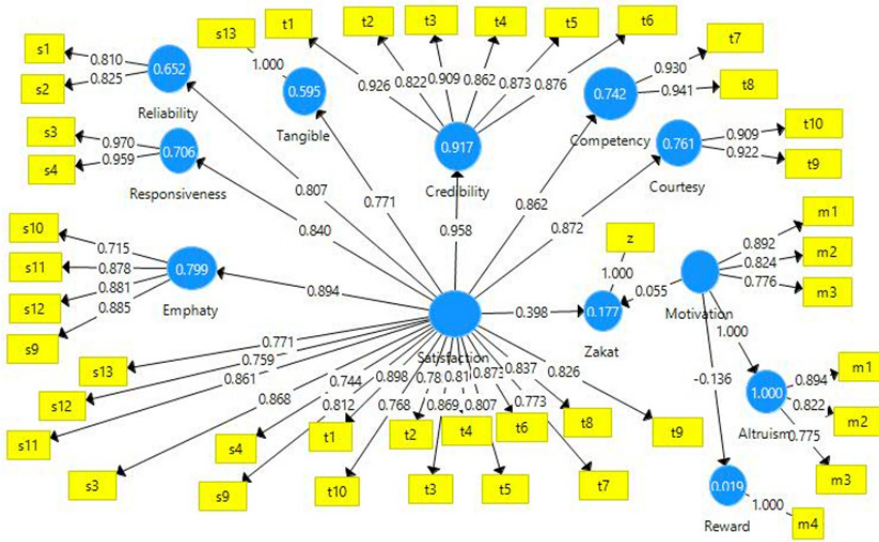 s13
t1
t2
t3
t4
t5
t6
s1
s2
0.810
0.825
0.652
Reliability
1.000
0.595
Tangible
0.926
0.822
0.909
0.862
0.873
0.876
0.917
Credibility
0.742
Competency
0.930
0.941
t7
t8
s3
s4
0.970
0.959
0.706
Responsiveness
0.761
Courtesy
0.909
0.922
t10
t9
0.807
0.771
0.840
0.958
0.862
0.872
s10
s11
s12
s9
0.715
0.878
0.881
0.885
0.799
Emphaty
0.894
Satisfaction
0.398
z
1.000
0.177
Zakat
0.055
Motivation
0.892
0.824
0.776
m1
m2
m3
1.000
-0.136
s13
s12
s11
s3
s4
s9
t1
t10
t2
t3
t4
t5
t6
t7
t8
t9
0.771
0.759
0.861
0.868
0.744
0.812
0.898
0.768
0.78
0.869
0.81
0.807
0.873
0.773
0.837
0.826
1.000
Altruism
0.894
0.822
0.775
m1
m2
m3
0.019
Reward
1.000
m4